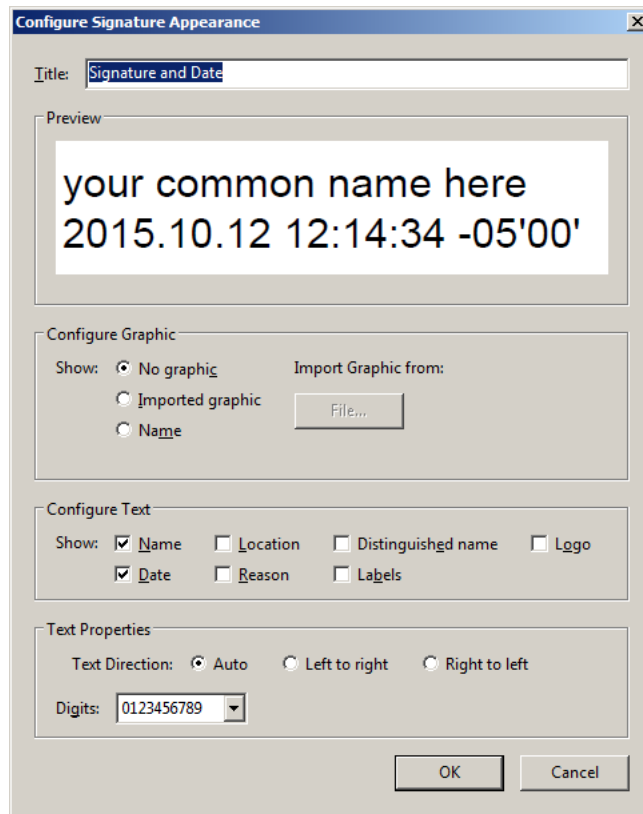 Configure Signature Appearance
Title: Signature and Date
Preview
your common name here
2015.10.12 12:14:34 -05'00'
Configure Graphic
Show: No graphic Import Graphic from:
Imported graphic File...
Name
Configure Text
Show: Name Location Distinguished name Logo
Date Reason Labels
Text Properties
Text Direction: Auto Left to right Right to left
Digits: 0123456789
OK Cancel